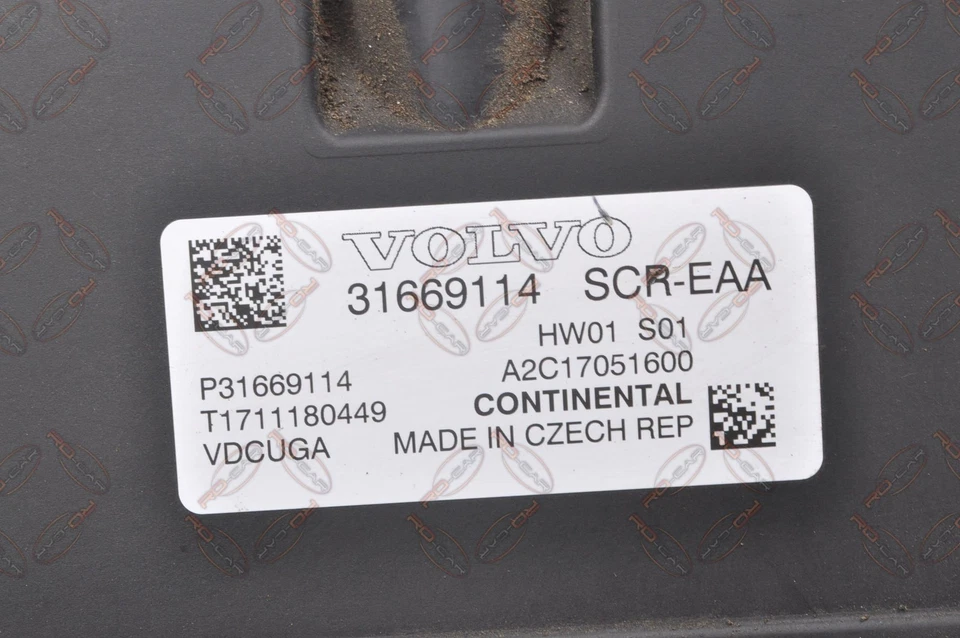 VOLVO
31669114 SCR-EAA
HW01 S01
A2C17051600
CONTINENTAL
MADE IN CZECH REP
P31669114
T1711180449
VDCUGA